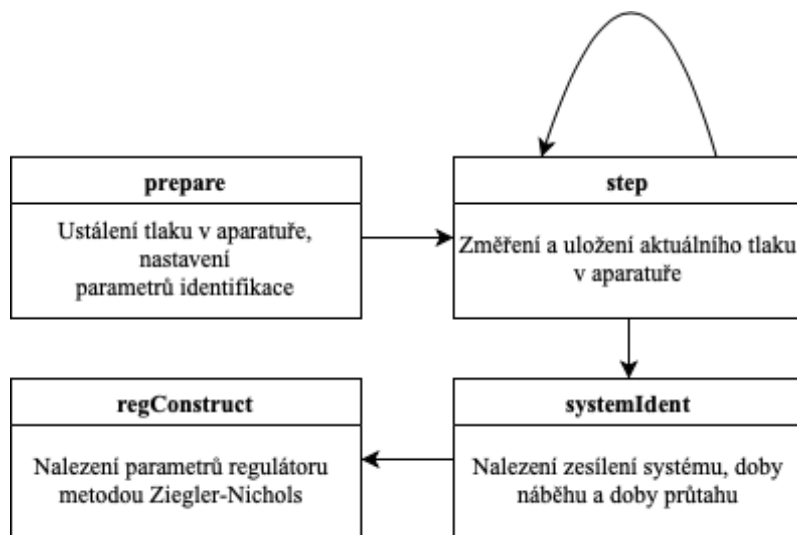 prepare
Ustálení tlaku v aparatuře,
nastavení
parametrů identifikace
step
Změření a uložení aktuálního tlaku
v aparatuře
regConstruct
Nalezení parametrů regulátoru
metodou Ziegler-Nichols
systemIdent
Nalezení zesílení systému, doby
náběhu a doby průtahu